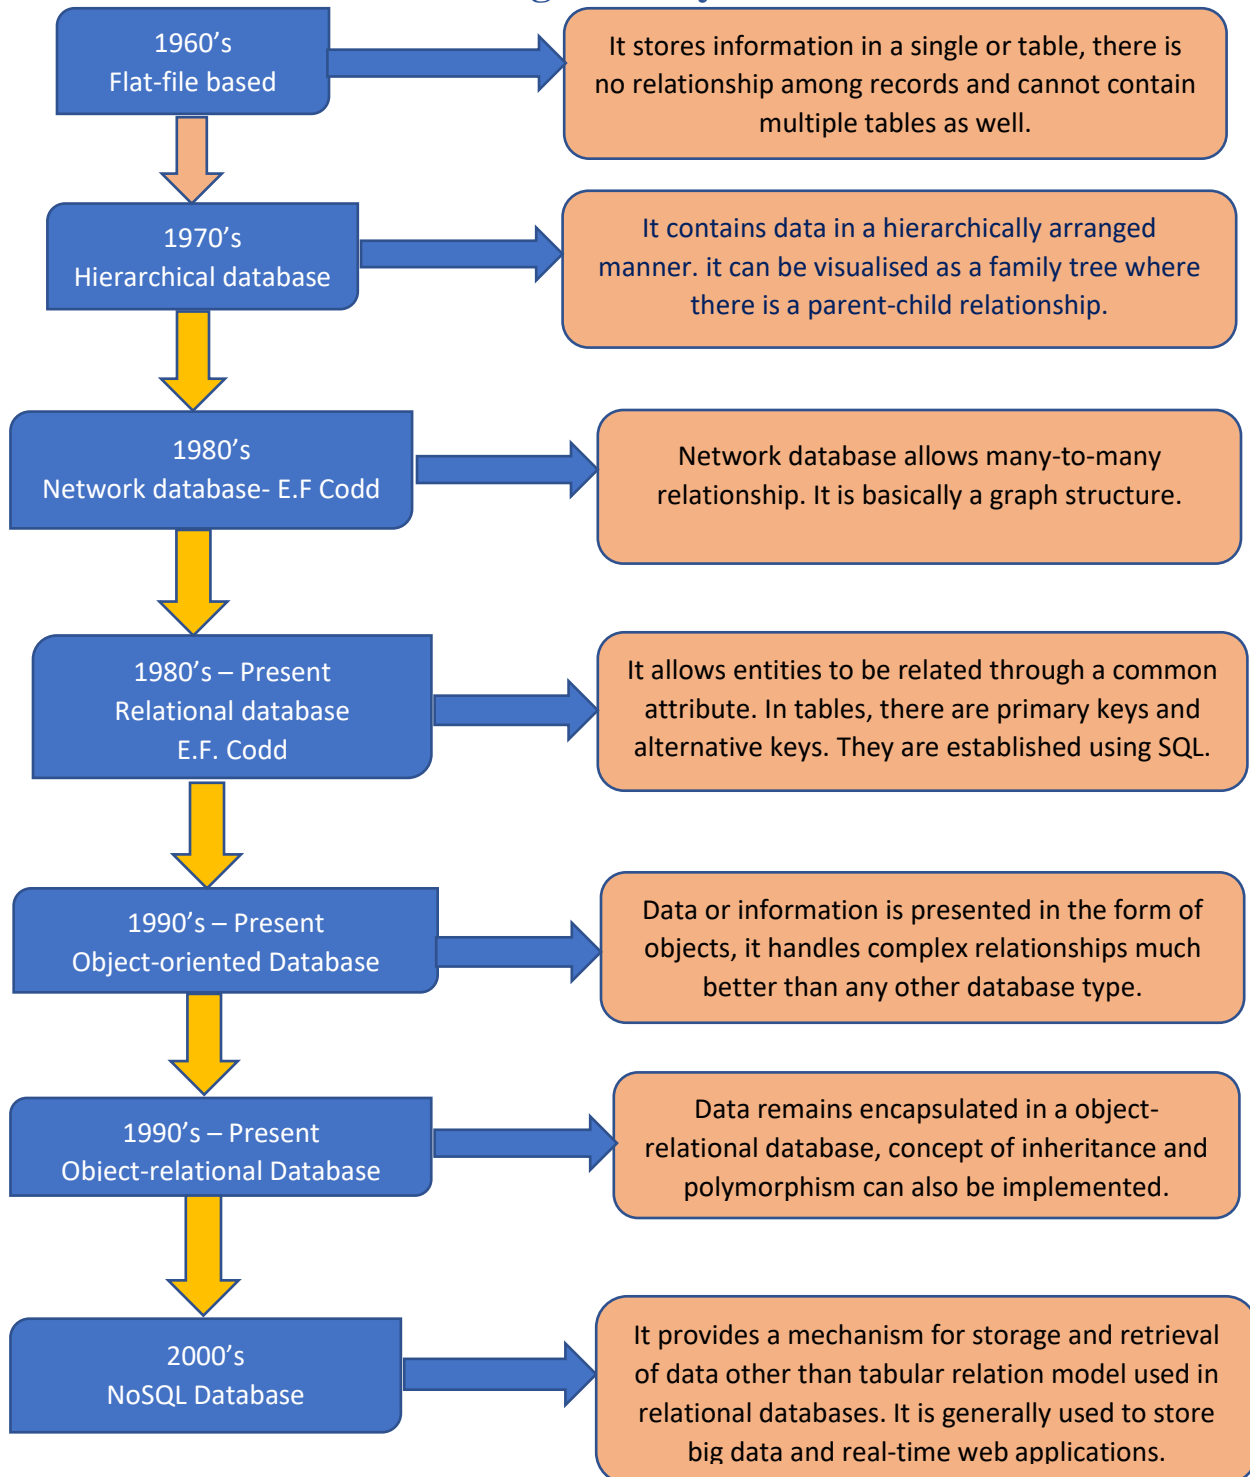 1960's
Flat-file based
It stores information in a single or table, there is
no relationship among records and cannot contain
multiple tables as well.
1970's
Hierarchical database
It contains data in a hierarchically arranged
manner. it can be visualised as a family tree where
there is a parent-child relationship.
1980's
Network database- E.F Codd
Network database allows many-to-many
relationship. It is basically a graph structure.
1980's – Present
Relational database
E.F. Codd
It allows entities to be related through a common
attribute. In tables, there are primary keys and
alternative keys. They are established using SQL.
1990's – Present
Object-oriented Database
Data or information is presented in the form of
objects, it handles complex relationships much
better than any other database type.
1990's – Present
Object-relational Database
Data remains encapsulated in a object-
relational database, concept of inheritance and
polymorphism can also be implemented.
2000's
NoSQL Database
It provides a mechanism for storage and retrieval
of data other than tabular relation model used in
relational databases. It is generally used to store
big data and real-time web applications.